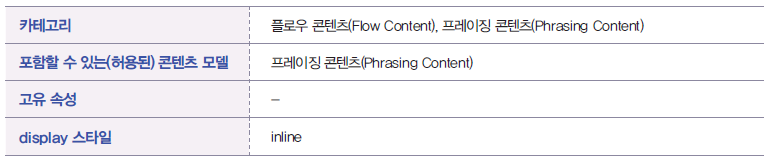 카테고리 플로우 콘텐츠(Flow Content), 프레이징 콘텐츠(Phrasing Content)
포함할 수 있는(허용된) 콘텐츠 모델 프레이징 콘텐츠(Phrasing Content)
고유 속성 –
display 스타일 inline